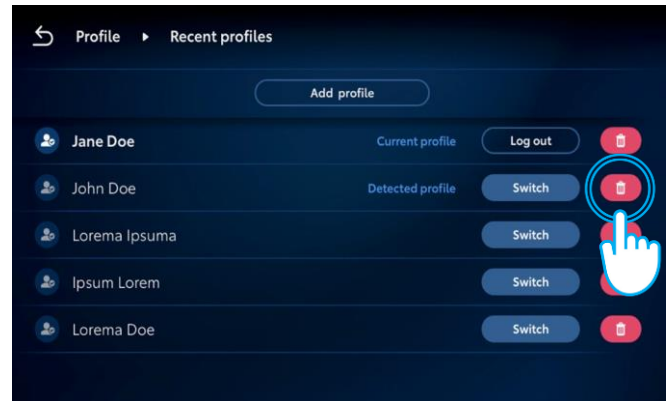 Profile ▸ Recent profiles
Add profile
Jane Doe Current profile Log out
John Doe Detected profile Switch
Lorema Ipsuma Switch
Ipsum Lorem Switch
Lorema Doe Switch